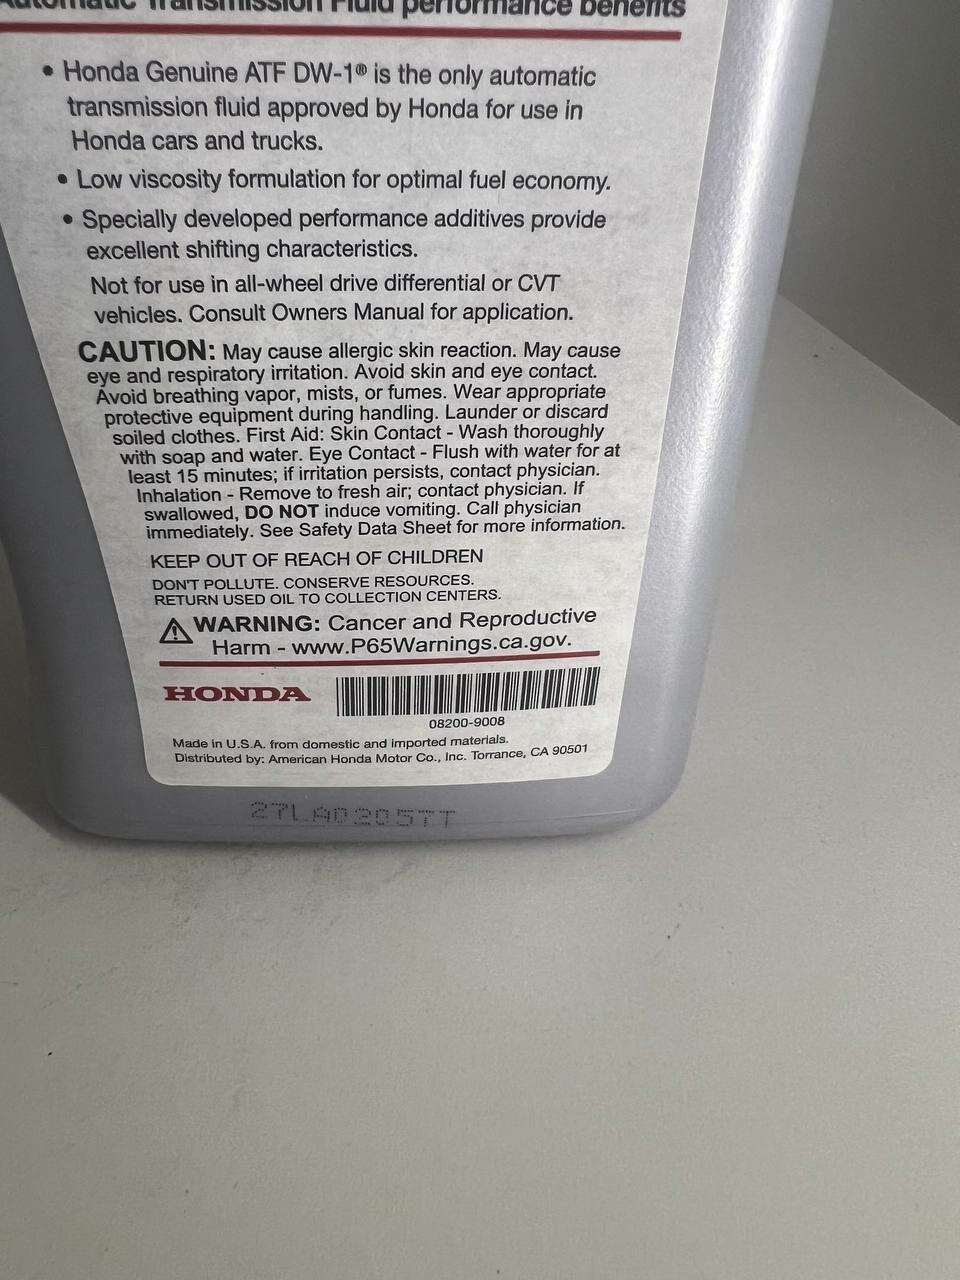 Automatic Transmission Fluid performance benefits
• Honda Genuine ATF DW-1® is the only automatic
transmission fluid approved by Honda for use in
Honda cars and trucks.
• Low viscosity formulation for optimal fuel economy.
• Specially developed performance additives provide
excellent shifting characteristics.
Not for use in all-wheel drive differential or CVT
vehicles. Consult Owners Manual for application.
CAUTION: May cause allergic skin reaction. May cause
eye and respiratory irritation. Avoid skin and eye contact.
Avoid breathing vapor, mists, or fumes. Wear appropriate
protective equipment during handling. Launder or discard
soiled clothes. First Aid: Skin Contact - Wash thoroughly
with soap and water. Eye Contact - Flush with water for at
least 15 minutes; if irritation persists, contact physician.
Inhalation - Remove to fresh air; contact physician. If
swallowed, DO NOT induce vomiting. Call physician
immediately. See Safety Data Sheet for more information.
KEEP OUT OF REACH OF CHILDREN
DON'T POLLUTE. CONSERVE RESOURCES.
RETURN USED OIL TO COLLECTION CENTERS.
WARNING: Cancer and Reproductive
Harm - www.P65Warnings.ca.gov.
HONDA
08200-9008
Made in U.S.A. from domestic and imported materials.
Distributed by: American Honda Motor Co., Inc. Torrance, CA 90501
27LAD2057T